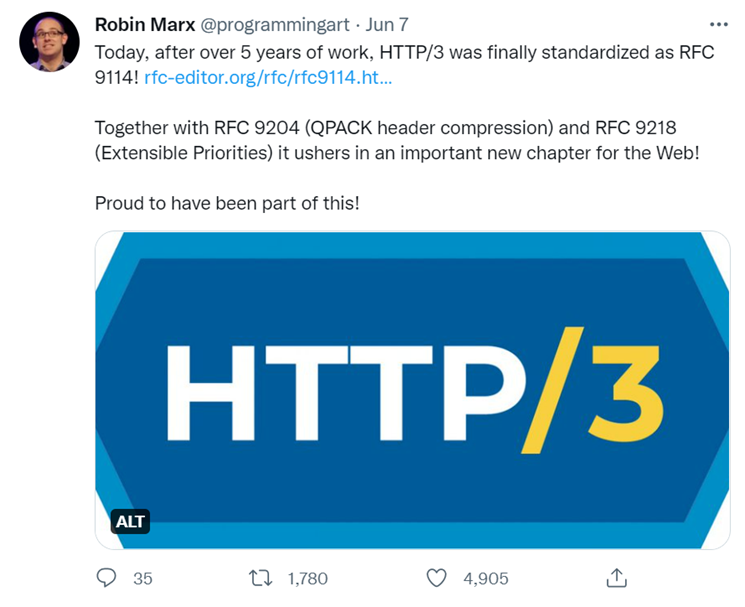 Robin Marx @programmingart · Jun 7
Today, after over 5 years of work, HTTP/3 was finally standardized as RFC
9114! rfc-editor.org/rfc/rfc9114.ht...
Together with RFC 9204 (QPACK header compression) and RFC 9218
(Extensible Priorities) it ushers in an important new chapter for the Web!
Proud to have been part of this!
HTTP/3
ALT
35 1,780 4,905